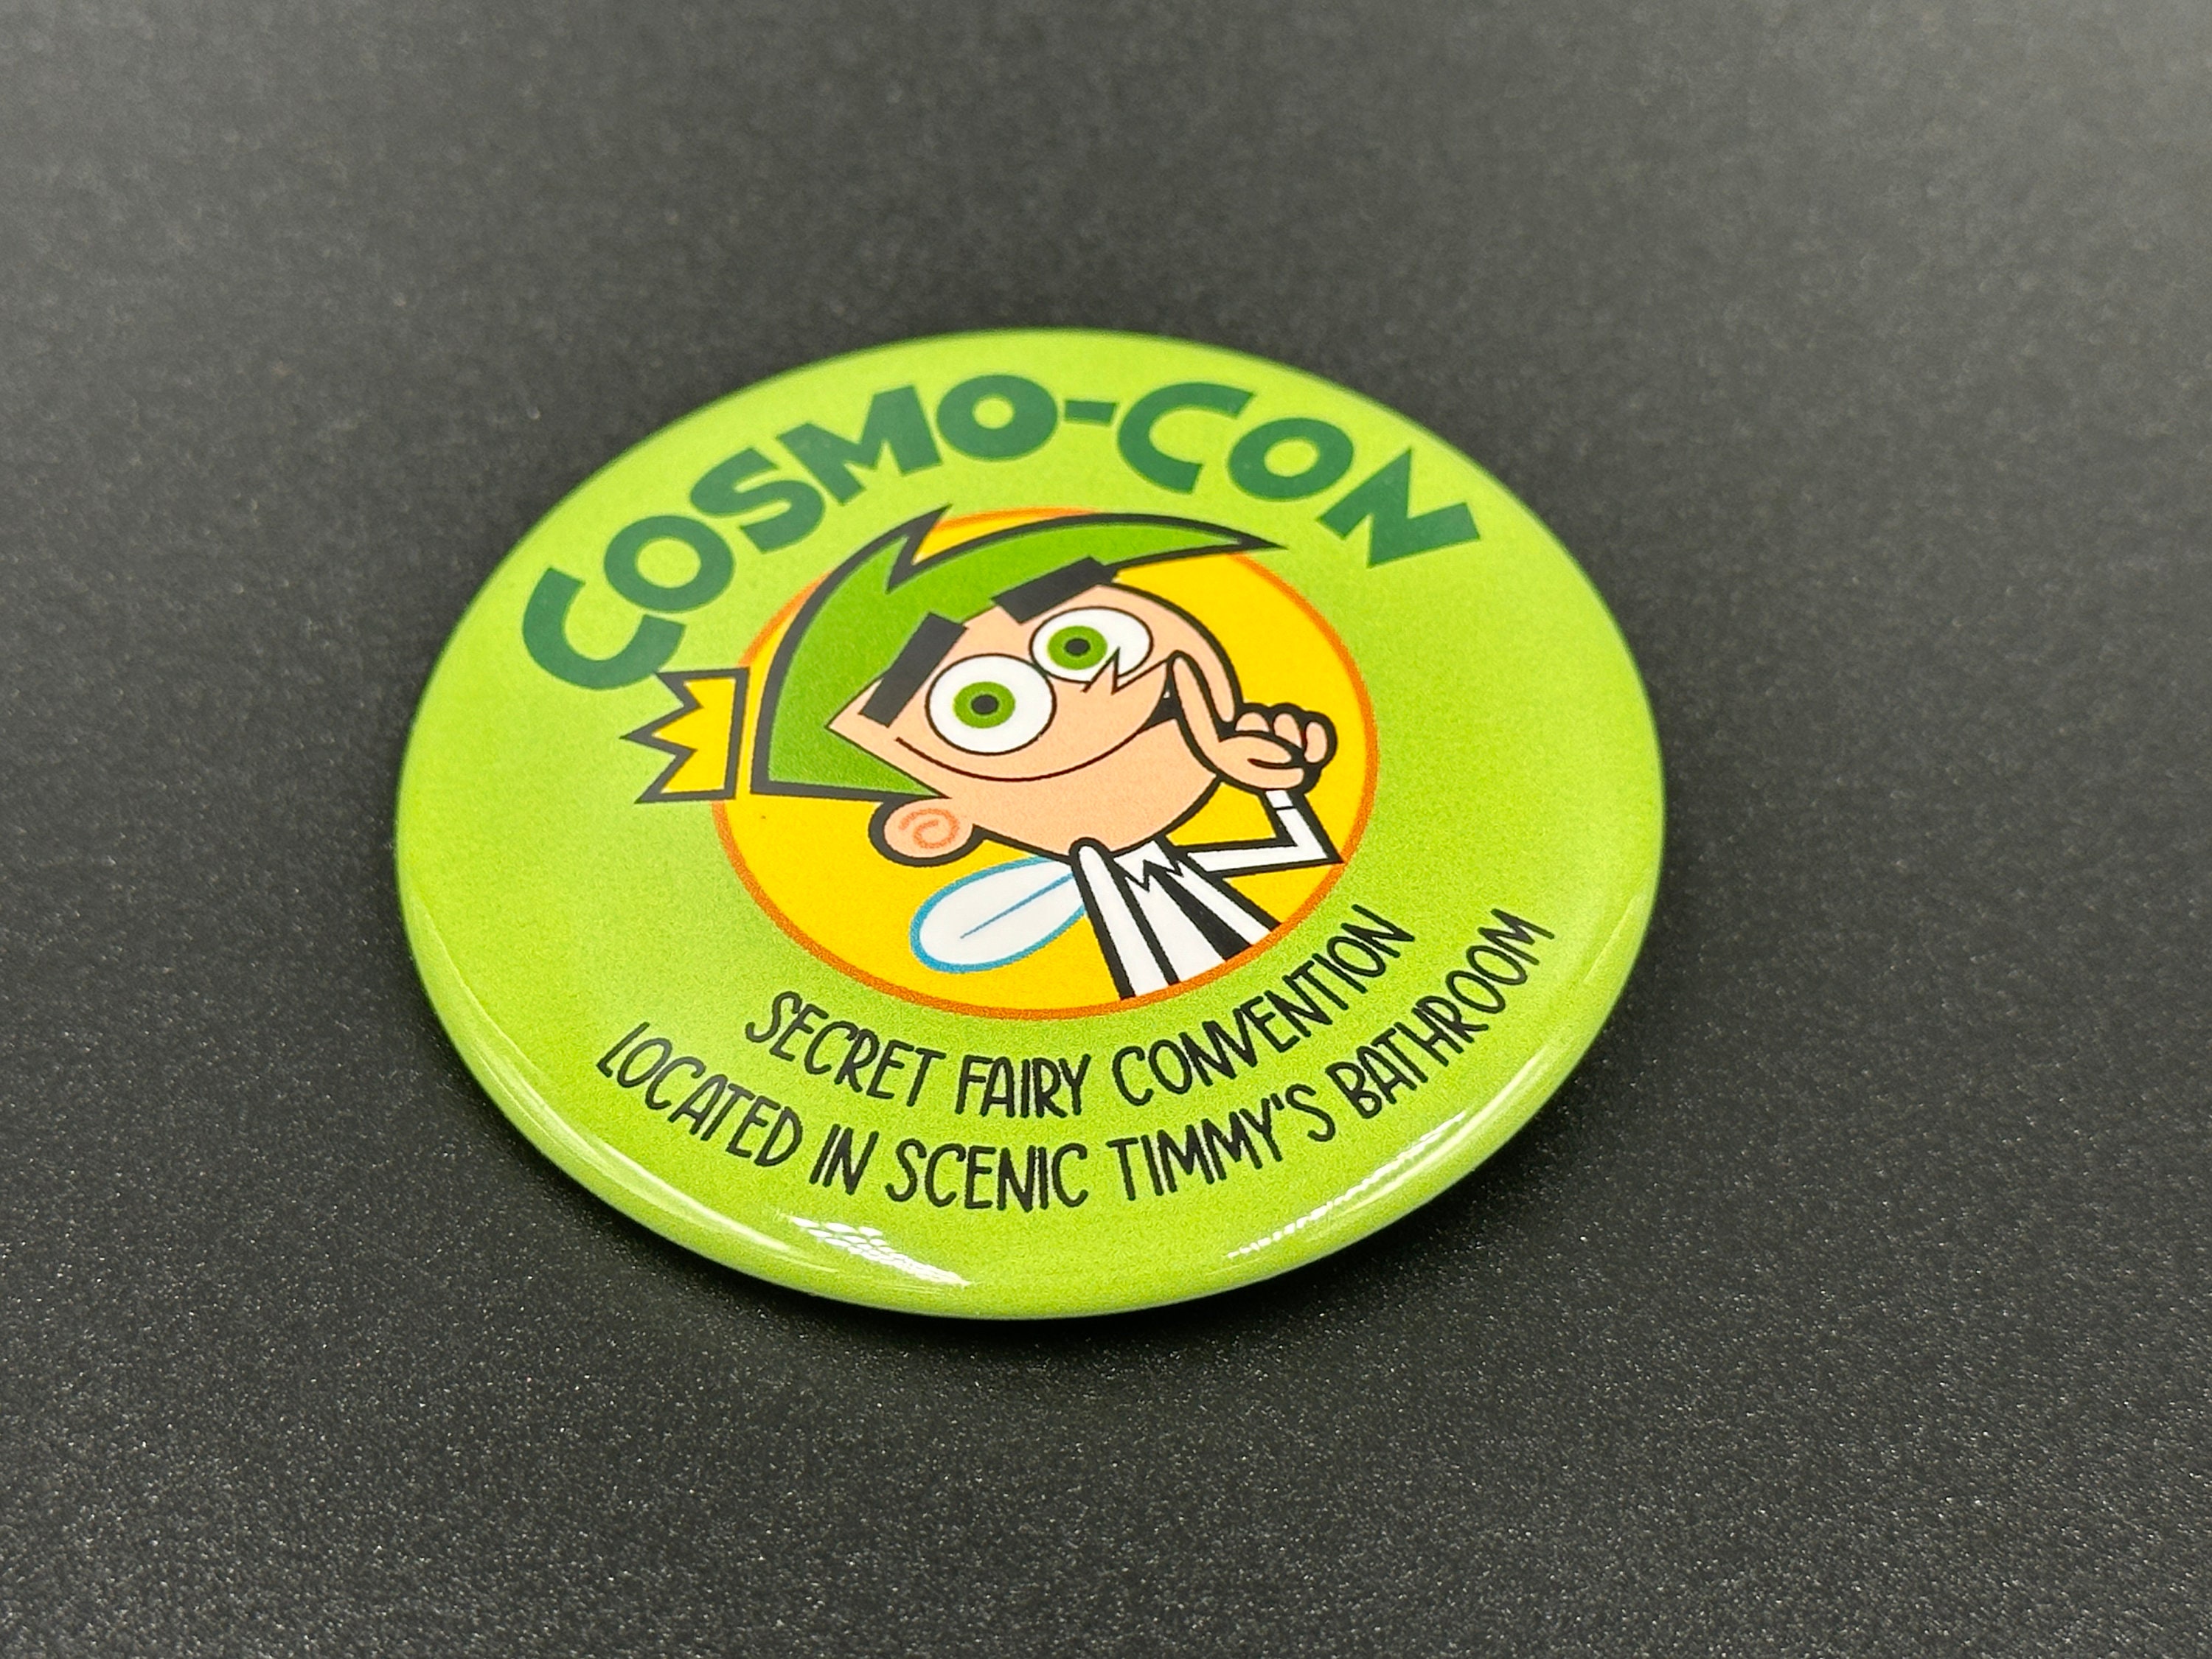 COSMO-CON
SECRET FAIRY CONVENTION
LOCATED IN SCENIC TIMMY'S BATHROOM